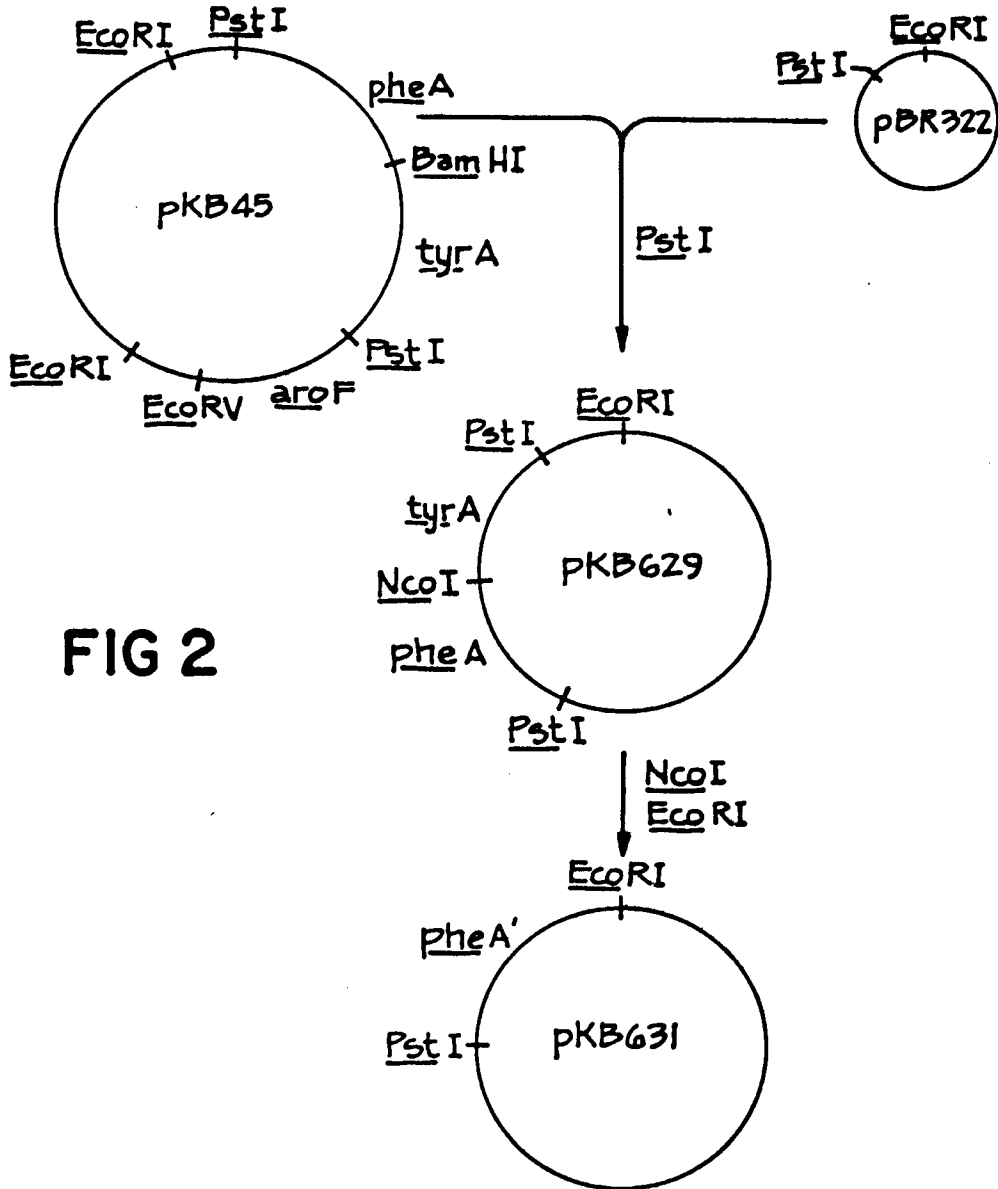 EcoRI
PstI
pheA
BamHI
pKB45
tyrA
PstI
aroF
EcoRV
EcoRI
EcoRI
PstI
pBR322
PstI
EcoRI
PstI
tyrA
NcoI
pKB629
pheA
PstI
FIG 2
NcoI
EcoRI
EcoRI
pheA'
PstI
pKB631